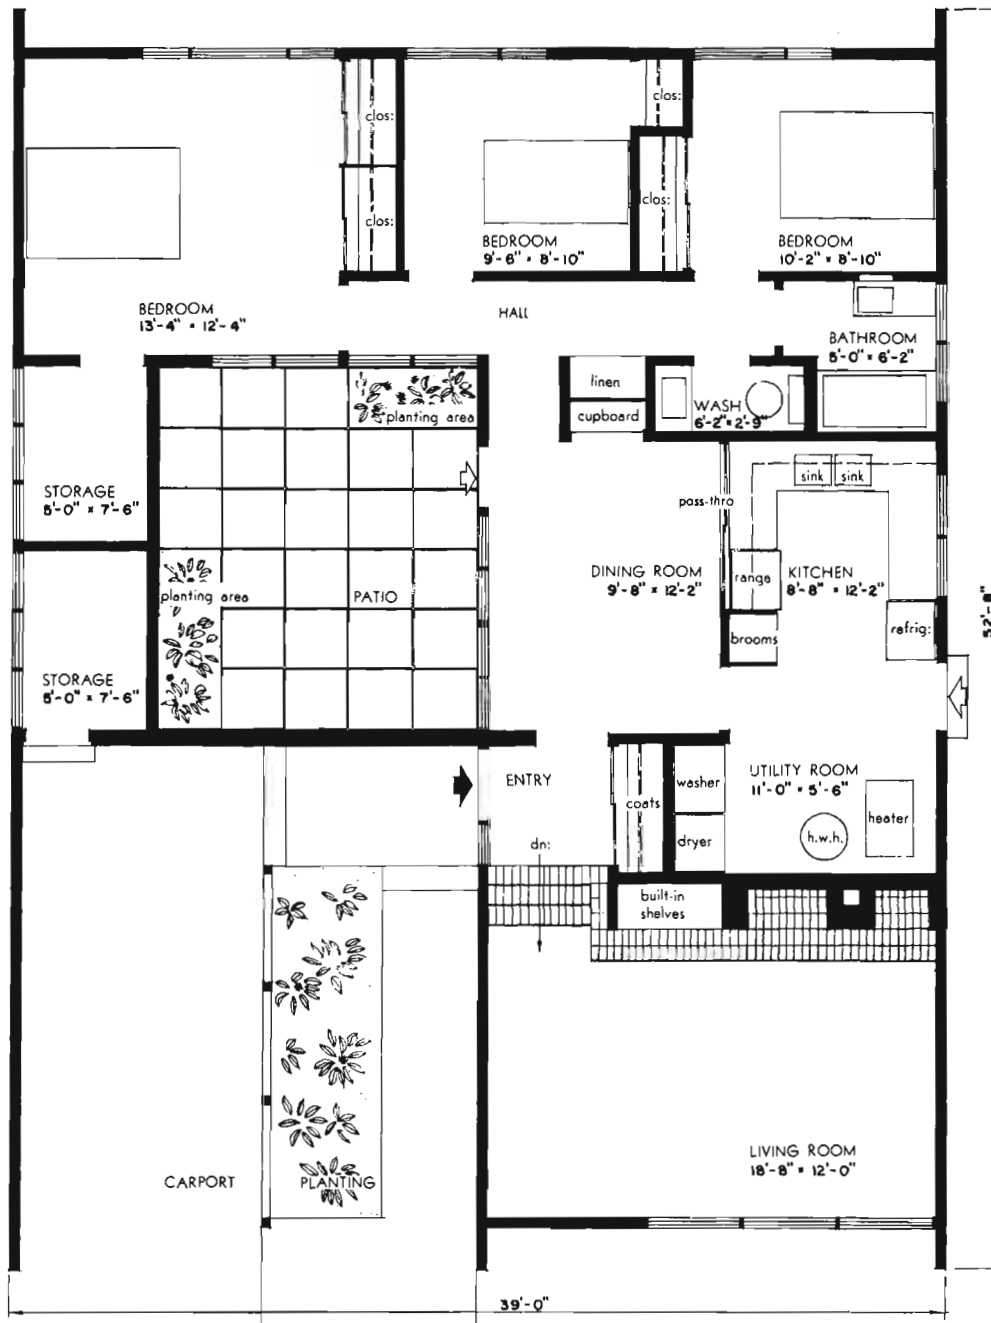 clos:
clos:
clos:
clos:
BEDROOM
9'-6" × 8'-10"
BEDROOM
10'-2" × 8'-10"
BEDROOM
13'-4" × 12'-4"
HALL
BATHROOM
5'-0" × 6'-2"
linen
cupboard
WASH
6'-2" × 2'-9"
planting area
STORAGE
5'-0" × 7'-6"
sink
sink
pass-thro
DINING ROOM
9'-8" × 12'-2"
range
KITCHEN
8'-8" × 12'-2"
planting area
PATIO
brooms
refrig:
52'-8"
STORAGE
5'-0" × 7'-6"
ENTRY
coats
washer
UTILITY ROOM
11'-0" × 5'-6"
heater
h.w.h.
dryer
dn:
built-in
shelves
LIVING ROOM
18'-8" × 12'-0"
CARPORT
PLANTING
39'-0"